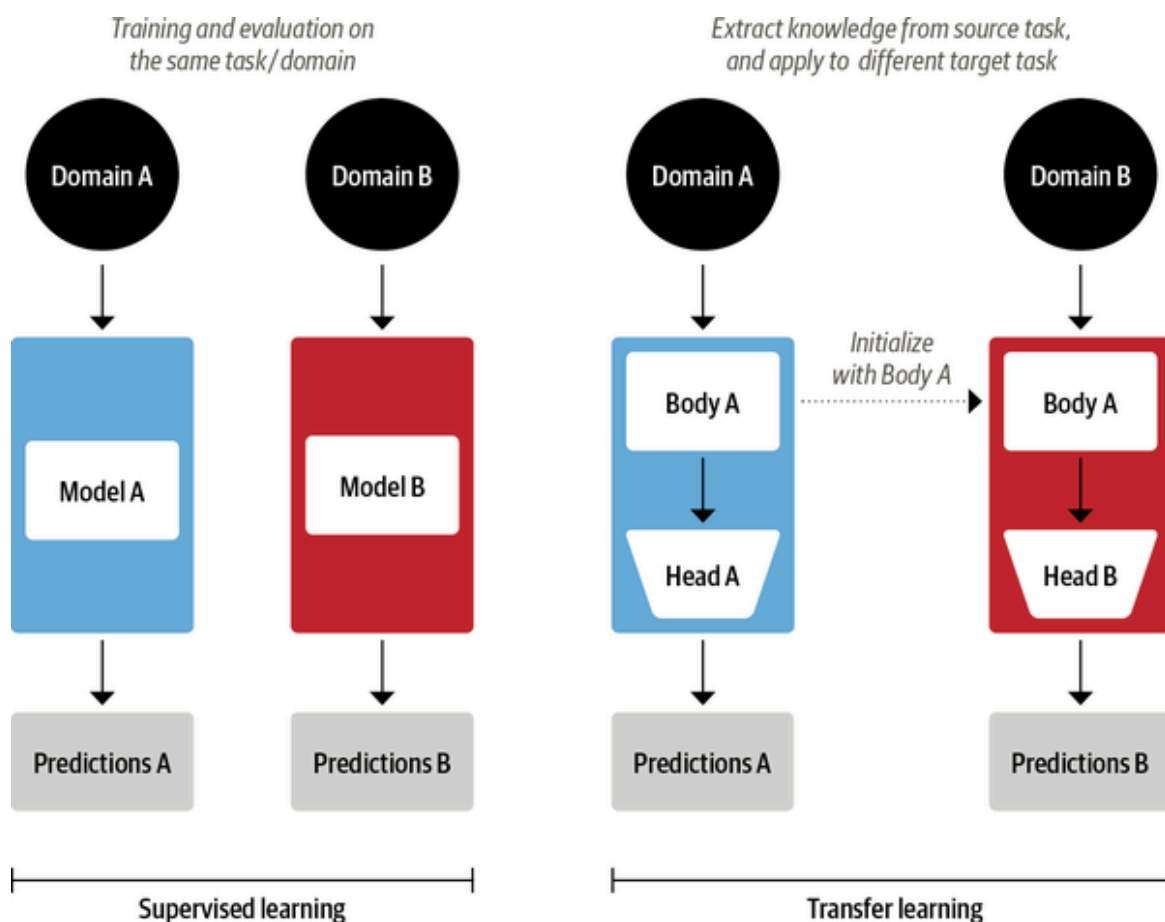 Training and evaluation on
the same task/domain
Extract knowledge from source task,
and apply to different target task
Domain A
Domain B
Domain A
Domain B
Model A
Model B
Body A
Initialize
with Body A
Body A
Head A
Head B
Predictions A
Predictions B
Predictions A
Predictions B
Supervised learning
Transfer learning